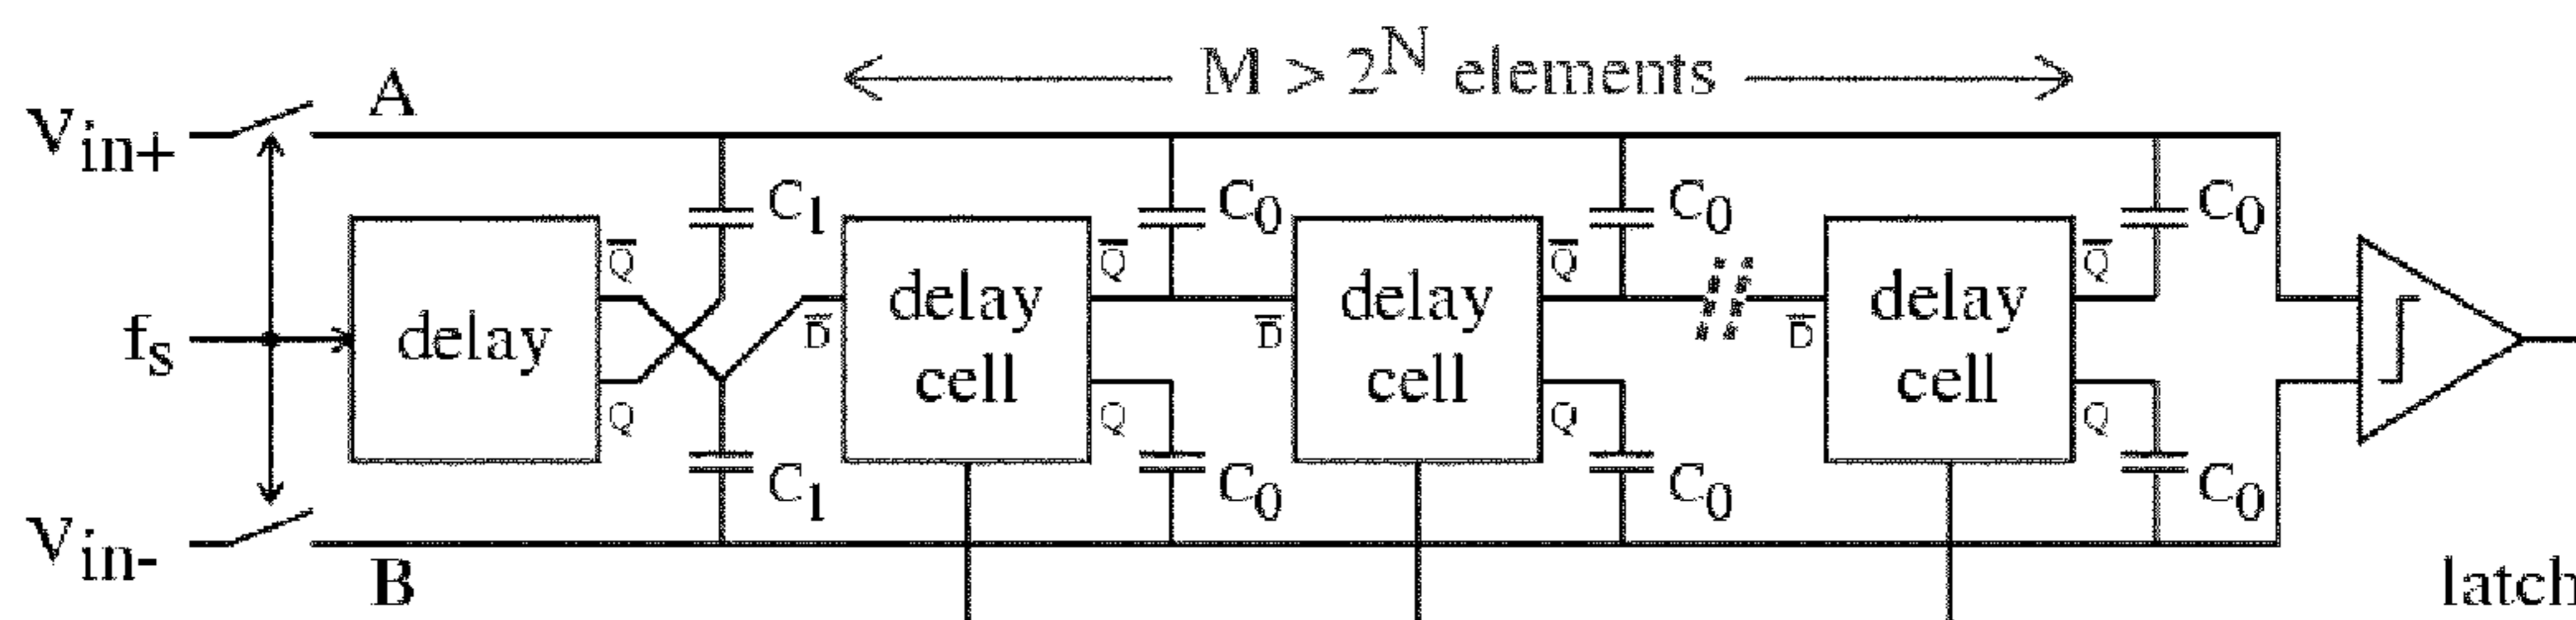 M > 2^N elements
A
V_in+
C_1 C_0 C_0 C_0
Q̅ Q̅ Q̅ Q̅
f_s delay D̅ delay cell D̅ delay cell D̅ delay cell
Q Q Q Q
C_1 C_0 C_0 C_0
V_in-
B
latch